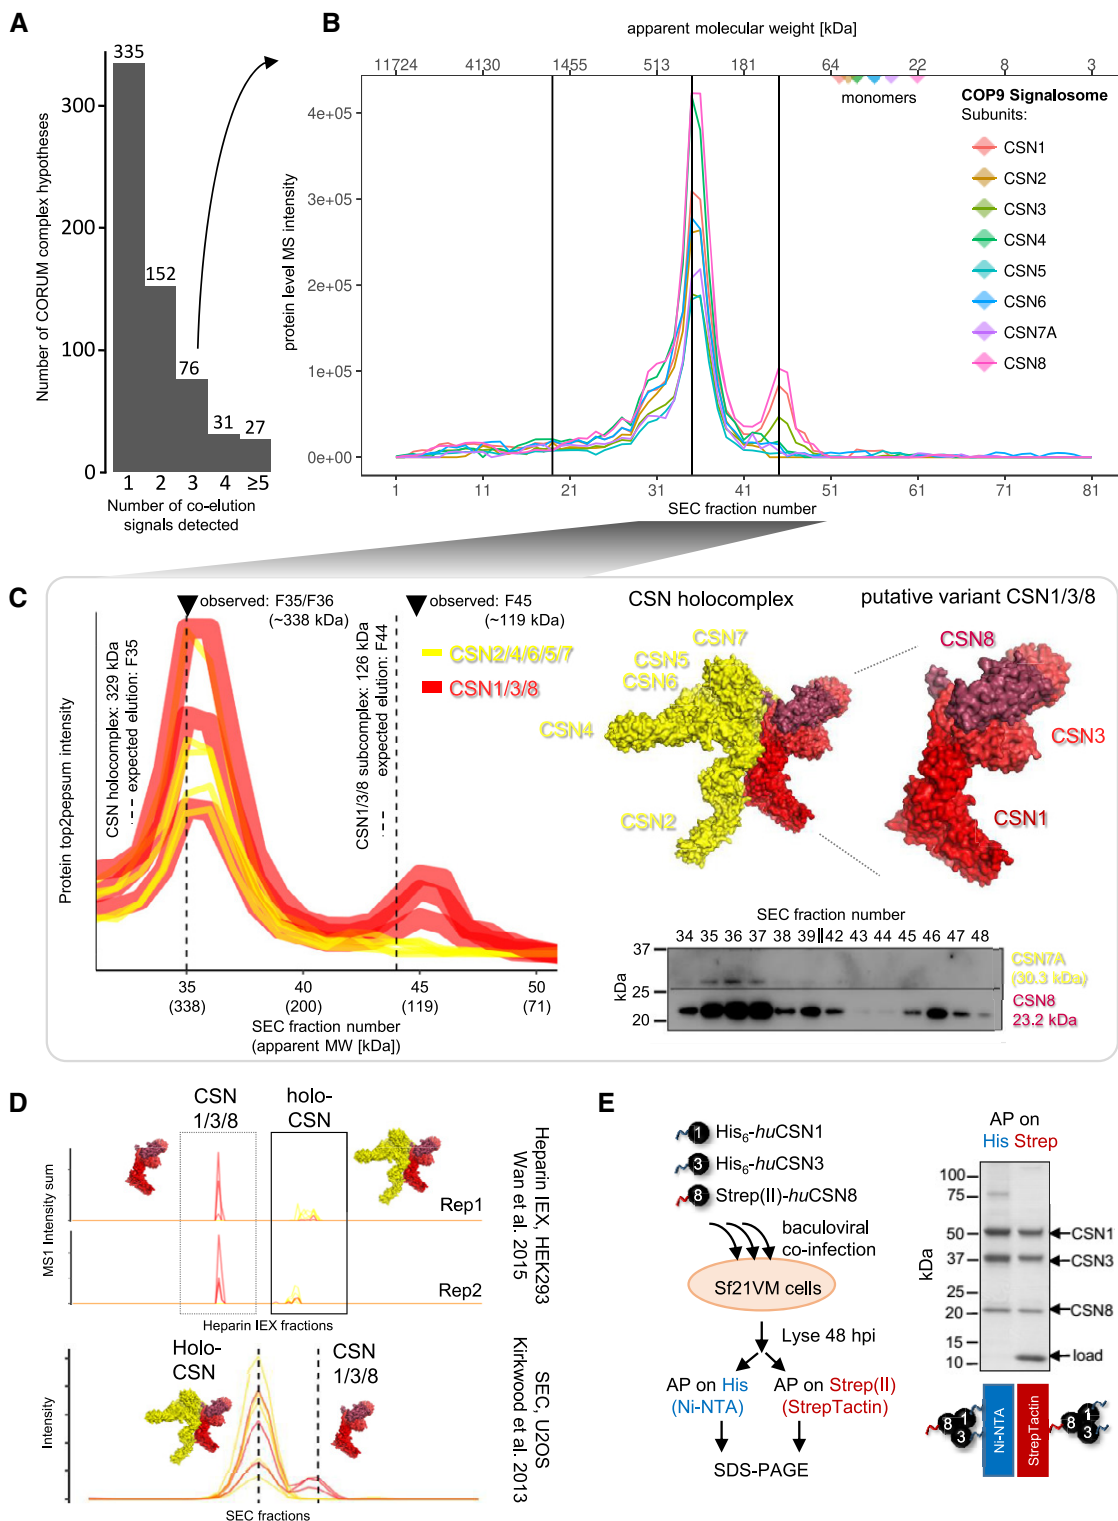 A
335
300
200
152
100
76
31
27
0
1 2 3 4 ≥5
Number of CORUM complex hypotheses
Number of co-elution
signals detected
B
apparent molecular weight [kDa]
11724 4130 1455 513 181 64 22 8 3
monomers
4e+05
3e+05
2e+05
1e+05
0e+00
protein level MS intensity
1 11 21 31 41 51 61 71 81
SEC fraction number
COP9 Signalosome
Subunits:
CSN1
CSN2
CSN3
CSN4
CSN5
CSN6
CSN7A
CSN8
C
observed: F35/F36
(~338 kDa)
observed: F45
(~119 kDa)
CSN2/4/6/5/7
CSN1/3/8
CSN holocomplex: 329 kDa
expected elution: F35
CSN1/3/8 subcomplex: 126 kDa
expected elution: F44
Protein top2pepsum intensity
35 40 45 50
(338) (200) (119) (71)
SEC fraction number
(apparent MW [kDa])
CSN holocomplex
CSN7
CSN5
CSN6
CSN4
CSN2
putative variant CSN1/3/8
CSN8
CSN3
CSN1
SEC fraction number
34 35 36 37 38 39 42 43 44 45 46 47 48
37
25
20
kDa
CSN7A
(30.3 kDa)
CSN8
23.2 kDa
D
CSN
1/3/8
holo-
CSN
Rep1
Rep2
MS1 Intensity sum
Heparin IEX fractions
Heparin IEX, HEK293
Wan et al. 2015
Holo-
CSN
CSN
1/3/8
Intensity
SEC fractions
SEC, U2OS
Kirkwood et al. 2013
E
1 His6-huCSN1
3 His6-huCSN3
8 Strep(II)-huCSN8
baculoviral
co-infection
Sf21VM cells
Lyse 48 hpi
AP on His
(Ni-NTA)
AP on Strep(II)
(StrepTactin)
SDS-PAGE
AP on
His Strep
100
75
50
37
25
20
15
10
kDa
CSN1
CSN3
CSN8
load
8 1 3
Ni-NTA
StrepTactin
8 1 3